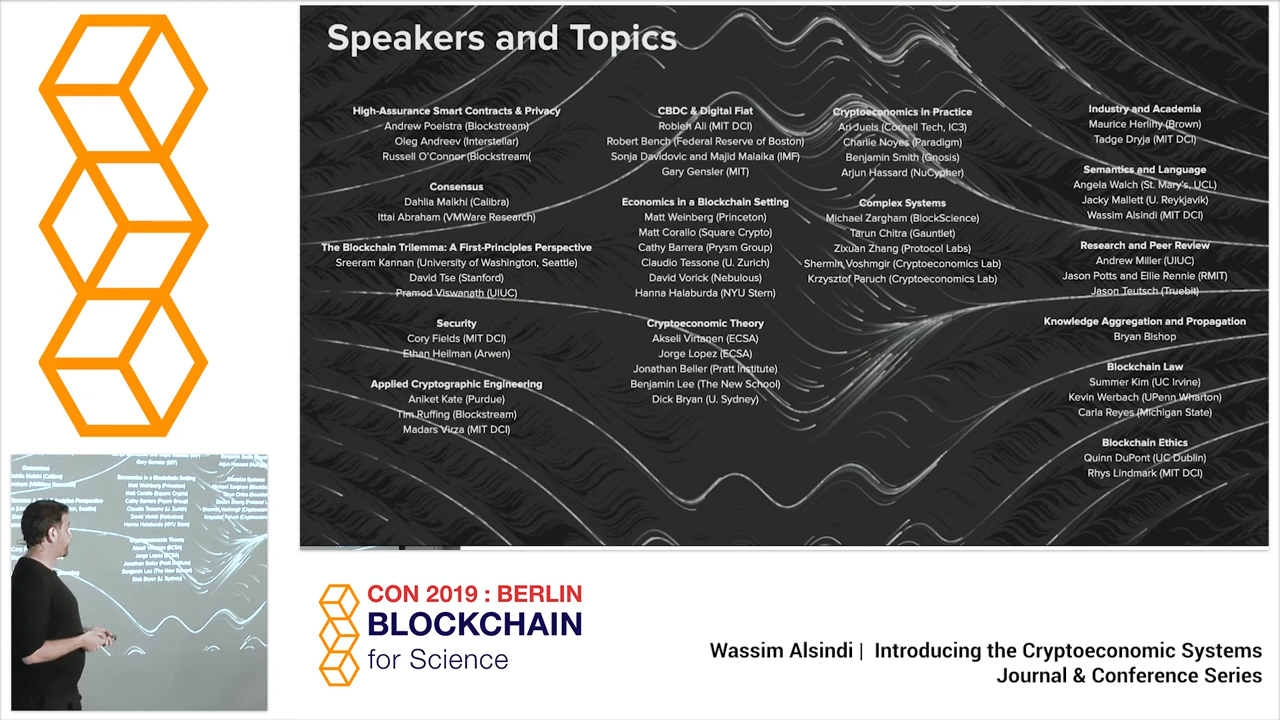 Speakers and Topics
High-Assurance Smart Contracts & Privacy
Andrew Poelstra (Blockstream)
Oleg Andreev (Interstellar)
Russell O'Connor (Blockstream(
Consensus
Dahlia Malkhi (Calibra)
Ittai Abraham (VMWare Research)
The Blockchain Trilemma: A First-Principles Perspective
Sreeram Kannan (University of Washington, Seattle)
David Tse (Stanford)
Pramod Viswanath (UIUC)
Security
Cory Fields (MIT DCI)
Ethan Heilman (Arwen)
Applied Cryptographic Engineering
Aniket Kate (Purdue)
Tim Ruffing (Blockstream)
Madars Virza (MIT DCI)
CBDC & Digital Fiat
Robleh Ali (MIT DCI)
Robert Bench (Federal Reserve of Boston)
Sonja Davidovic and Majid Malaika (IMF)
Gary Gensler (MIT)
Economics in a Blockchain Setting
Matt Weinberg (Princeton)
Matt Corallo (Square Crypto)
Cathy Barrera (Prysm Group)
Claudio Tessone (U. Zurich)
David Vorick (Nebulous)
Hanna Halaburda (NYU Stern)
Cryptoeconomic Theory
Akseli Virtanen (ECSA)
Jorge Lopez (ECSA)
Jonathan Beller (Pratt Institute)
Benjamin Lee (The New School)
Dick Bryan (U. Sydney)
Cryptoeconomics in Practice
Ari Juels (Cornell Tech, IC3)
Charlie Noyes (Paradigm)
Benjamin Smith (Gnosis)
Arjun Hassard (NuCypher)
Complex Systems
Michael Zargham (BlockScience)
Tarun Chitra (Gauntlet)
Zixuan Zhang (Protocol Labs)
Shermin Voshmgir (Cryptoeconomics Lab)
Krzysztof Paruch (Cryptoeconomics Lab)
Industry and Academia
Maurice Herlihy (Brown)
Tadge Dryja (MIT DCI)
Semantics and Language
Angela Walch (St. Mary's, UCL)
Jacky Mallett (U. Reykjavik)
Wassim Alsindi (MIT DCI)
Research and Peer Review
Andrew Miller (UIUC)
Jason Potts and Ellie Rennie (RMIT)
Jason Teutsch (Truebit)
Knowledge Aggregation and Propagation
Bryan Bishop
Blockchain Law
Summer Kim (UC Irvine)
Kevin Werbach (UPenn Wharton)
Carla Reyes (Michigan State)
Blockchain Ethics
Quinn DuPont (UC Dublin)
Rhys Lindmark (MIT DCI)
CON 2019 : BERLIN
BLOCKCHAIN
for Science
Wassim Alsindi | Introducing the Cryptoeconomic Systems
Journal & Conference Series